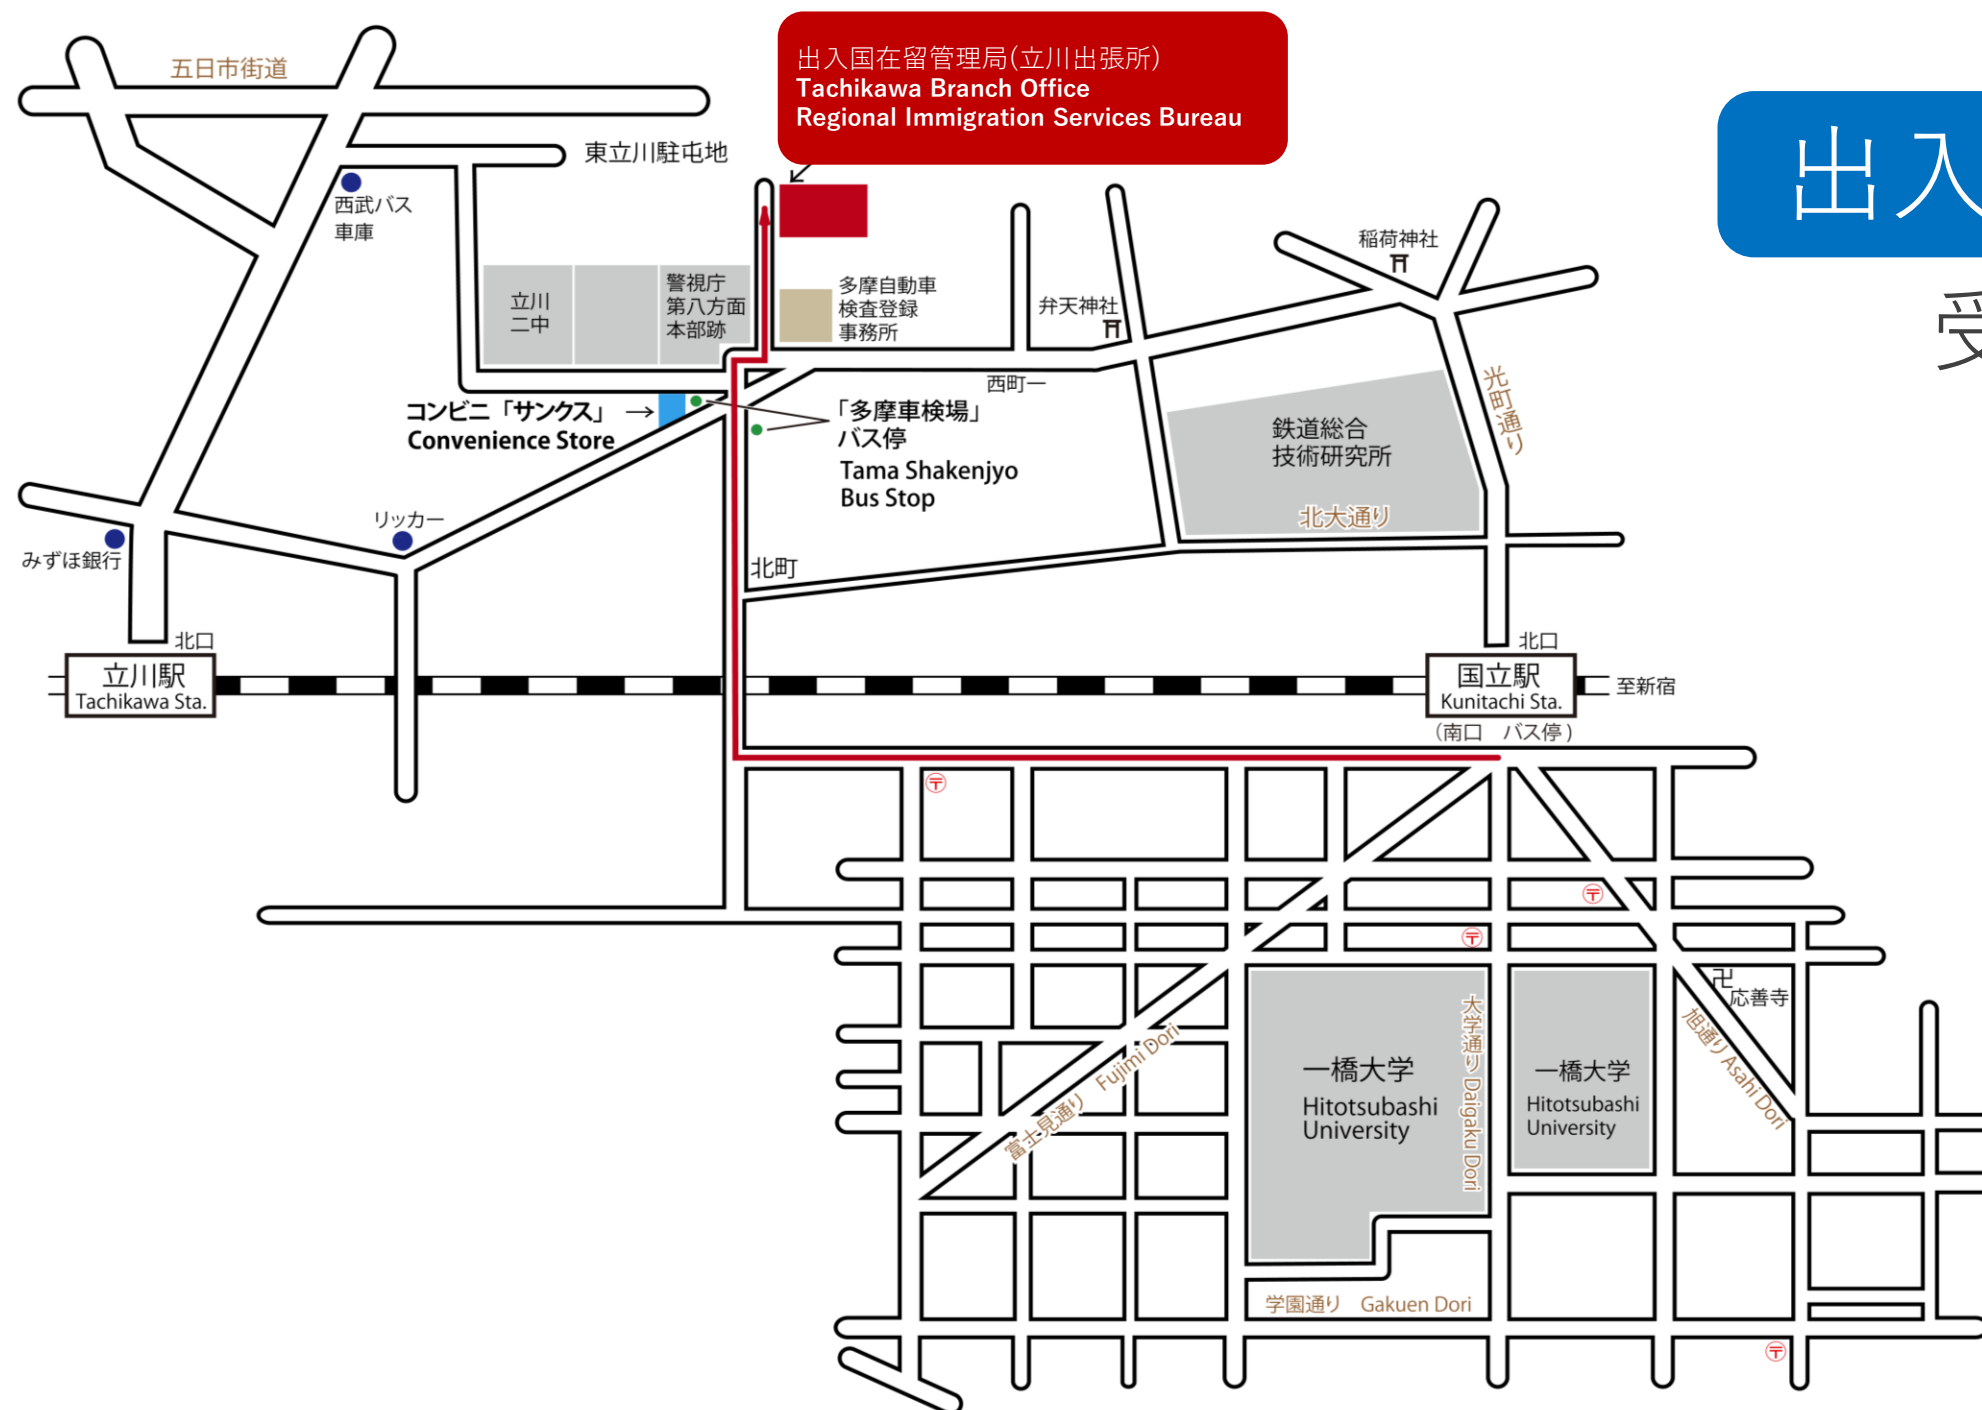 五日市街道
出入国在留管理局(立川出張所)
Tachikawa Branch Office
Regional Immigration Services Bureau
出入
受
東立川駐屯地
西武バス
車庫
稲荷神社
立川
二中
警視庁
第八方面
本部跡
多摩自動車
検査登録
事務所
弁天神社
西町一
光町通り
コンビニ「サンクス」→
Convenience Store
「多摩車検場」
バス停
Tama Shakenjyo
Bus Stop
鉄道総合
技術研究所
北大通り
リッカー
みずほ銀行
北町
北口
立川駅
Tachikawa Sta.
北口
国立駅
Kunitachi Sta.
(南口 バス停)
至新宿
〒
〒
〒
卍
応善寺
富士見通り Fujimi Dori
一橋大学
Hitotsubashi
University
大学通り Daigaku Dori
一橋大学
Hitotsubashi
University
旭通り Asahi Dori
学園通り Gakuen Dori
〒